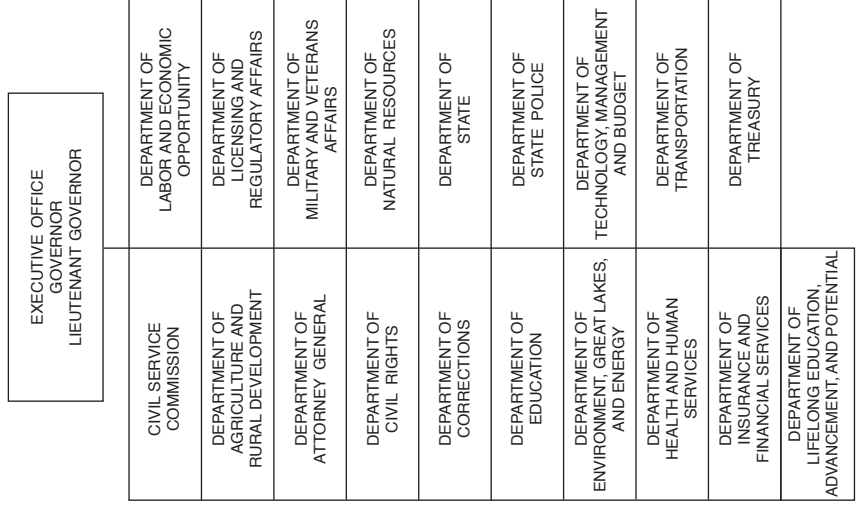 EXECUTIVE OFFICE
GOVERNOR
LIEUTENANT GOVERNOR
CIVIL SERVICE
COMMISSION
DEPARTMENT OF
AGRICULTURE AND
RURAL DEVELOPMENT
DEPARTMENT OF
ATTORNEY GENERAL
DEPARTMENT OF
CIVIL RIGHTS
DEPARTMENT OF
CORRECTIONS
DEPARTMENT OF
EDUCATION
DEPARTMENT OF
ENVIRONMENT, GREAT LAKES,
AND ENERGY
DEPARTMENT OF
HEALTH AND HUMAN
SERVICES
DEPARTMENT OF
INSURANCE AND
FINANCIAL SERVICES
DEPARTMENT OF
LIFELONG EDUCATION,
ADVANCEMENT, AND POTENTIAL
DEPARTMENT OF
LABOR AND ECONOMIC
OPPORTUNITY
DEPARTMENT OF
LICENSING AND
REGULATORY AFFAIRS
DEPARTMENT OF
MILITARY AND VETERANS
AFFAIRS
DEPARTMENT OF
NATURAL RESOURCES
DEPARTMENT OF
STATE
DEPARTMENT OF
STATE POLICE
DEPARTMENT OF
TECHNOLOGY, MANAGEMENT
AND BUDGET
DEPARTMENT OF
TRANSPORTATION
DEPARTMENT OF
TREASURY